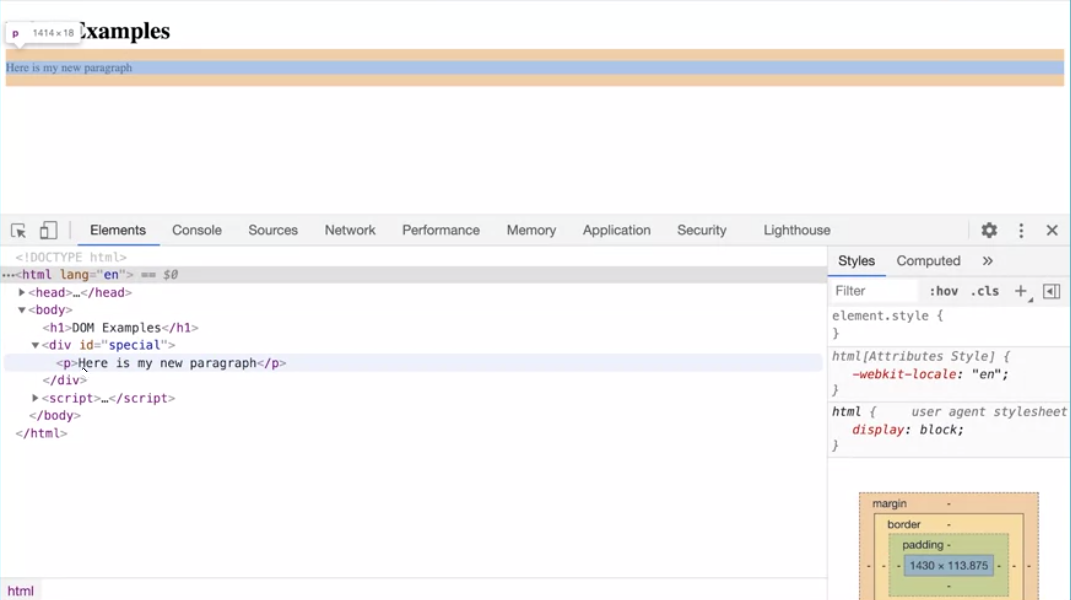 p 1414 × 18
Examples
Here is my new paragraph
Elements Console Sources Network Performance Memory Application Security Lighthouse
<!DOCTYPE html>
⋯<html lang="en"> == $0
▶<head>…</head>
▼<body>
<h1>DOM Examples</h1>
▼<div id="special">
<p>Here is my new paragraph</p>
</div>
▶<script>…</script>
</body>
</html>
html
Styles Computed »
Filter :hov .cls +
element.style {
}
html[Attributes Style] {
-webkit-locale: "en";
}
html { user agent stylesheet
display: block;
}
margin -
border -
padding -
- - - 1430 × 113.875 - - -
-